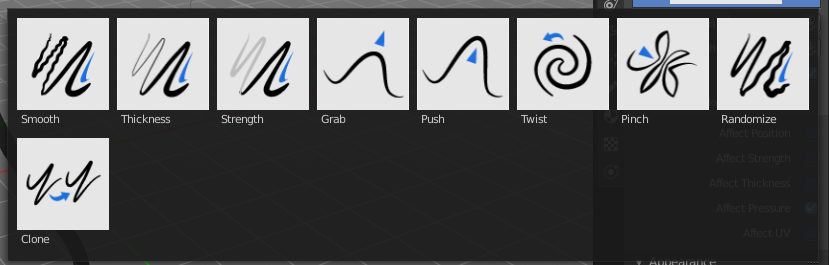 Smooth
Thickness
Strength
Grab
Push
Twist
Pinch
Randomize
Affect Position
Affect Strength
Affect Thickness
Affect Pressure
Affect UV
Clone
Appearance